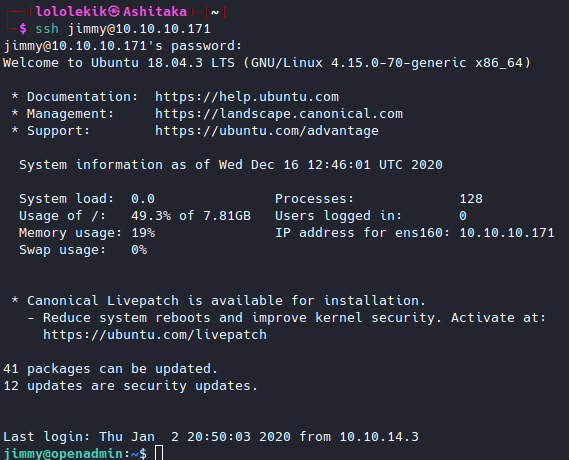 lololekik㉿Ashitaka)-[~]
$ ssh jimmy@10.10.10.171
jimmy@10.10.10.171's password:
Welcome to Ubuntu 18.04.3 LTS (GNU/Linux 4.15.0-70-generic x86_64)
* Documentation:  https://help.ubuntu.com
* Management:     https://landscape.canonical.com
* Support:        https://ubuntu.com/advantage
System information as of Wed Dec 16 12:46:01 UTC 2020
System load:  0.0               Processes:             128
Usage of /:   49.3% of 7.81GB   Users logged in:       0
Memory usage: 19%               IP address for ens160: 10.10.10.171
Swap usage:   0%
* Canonical Livepatch is available for installation.
- Reduce system reboots and improve kernel security. Activate at:
https://ubuntu.com/livepatch
41 packages can be updated.
12 updates are security updates.
Last login: Thu Jan  2 20:50:03 2020 from 10.10.14.3
jimmy@openadmin:~$